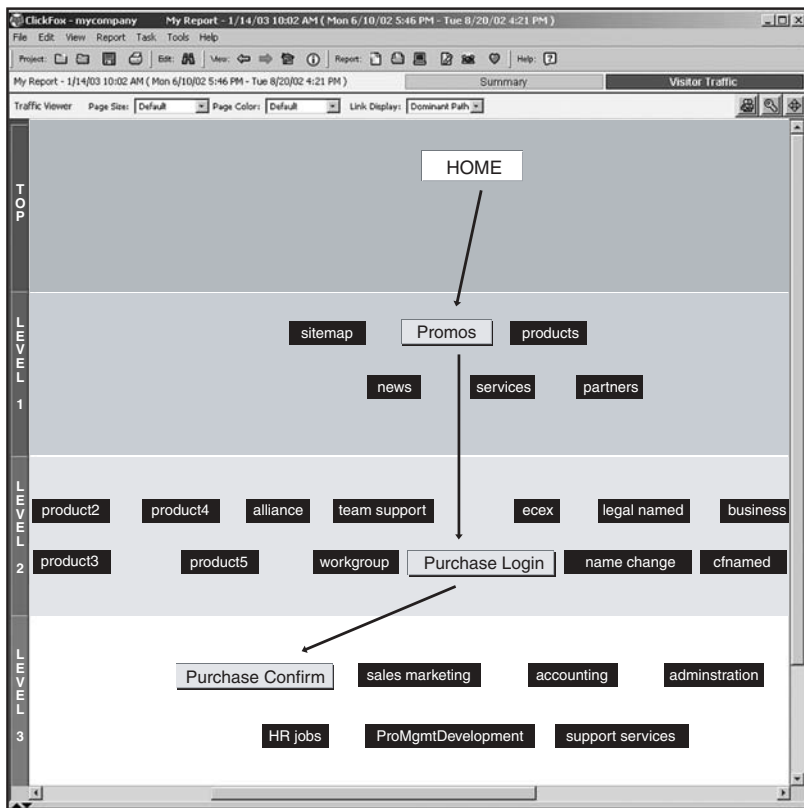 ClickFox - mycompany My Report - 1/14/03 10:02 AM ( Mon 6/10/02 5:46 PM - Tue 8/20/02 4:21 PM )
File Edit View Report Task Tools Help
Project: Edit: View: Report: Help:
My Report - 1/14/03 10:02 AM ( Mon 6/10/02 5:46 PM - Tue 8/20/02 4:21 PM ) Summary Visitor Traffic
Traffic Viewer Page Size: Default Page Color: Default Link Display: Dominant Path
TOP
HOME
LEVEL 1
sitemap Promos products
news services partners
LEVEL 2
product2 product4 alliance team support ecex legal named business
product3 product5 workgroup Purchase Login name change cfnamed
LEVEL 3
Purchase Confirm sales marketing accounting adminstration
HR jobs ProMgmtDevelopment support services